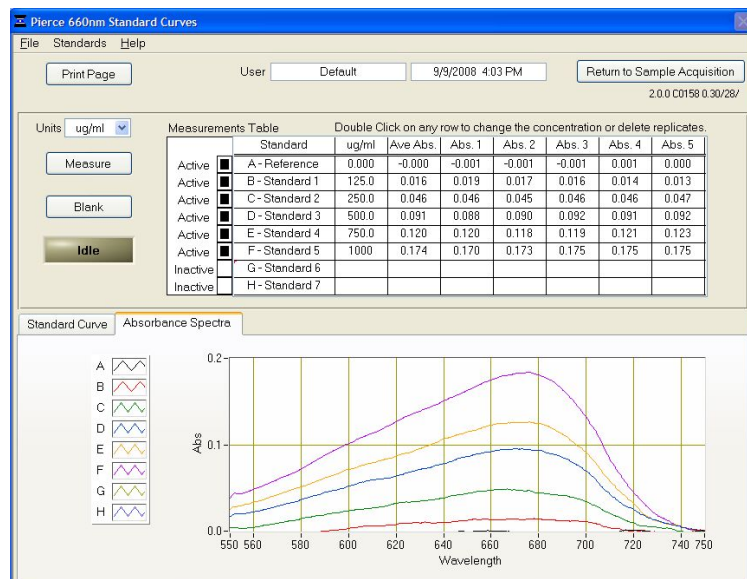 Pierce 660nm Standard Curves
File Standards Help
Print Page User Default 9/9/2008 4:03 PM Return to Sample Acquisition
2.0.0 C0158 0.30/28/
Units ug/ml Measurements Table Double Click on any row to change the concentration or delete replicates.
Standard ug/ml Ave Abs. Abs. 1 Abs. 2 Abs. 3 Abs. 4 Abs. 5
Measure Active A - Reference 0.000 -0.000 -0.001 -0.001 -0.001 0.001 0.000
Active B - Standard 1 125.0 0.016 0.019 0.017 0.016 0.014 0.013
Blank Active C - Standard 2 250.0 0.046 0.046 0.045 0.046 0.046 0.047
Active D - Standard 3 500.0 0.091 0.088 0.090 0.092 0.091 0.092
Idle Active E - Standard 4 750.0 0.120 0.120 0.118 0.119 0.121 0.123
Active F - Standard 5 1000 0.174 0.170 0.173 0.175 0.175 0.175
Inactive G - Standard 6
Inactive H - Standard 7
Standard Curve Absorbance Spectra
A
B
C
D
E
F
G
H
0.2
0.1
0.0
Abs
550 560 580 600 620 640 660 680 700 720 740 750
Wavelength